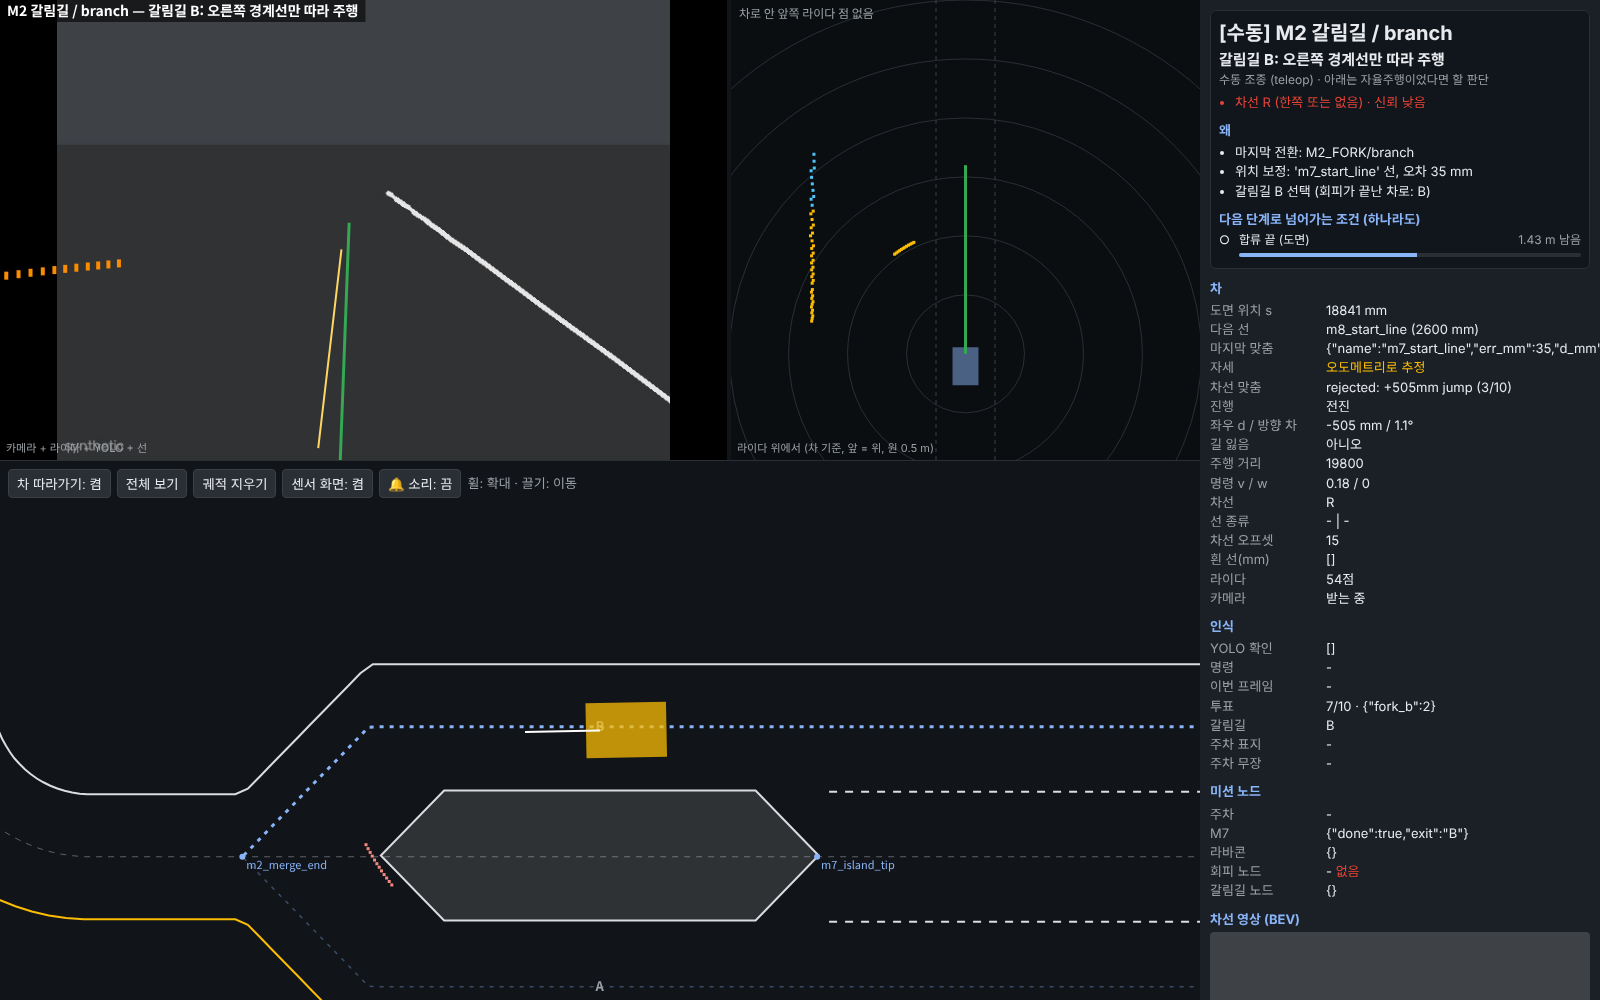 M2 갈림길 / branch — 갈림길 B: 오른쪽 경계선만 따라 주행
카메라 + 라이다 + YOLO + 선
synthetic
차로 안 앞쪽 라이다 점 없음
라이다 위에서 (차 기준, 앞 = 위, 원 0.5 m)
차 따라가기: 켬
전체 보기
궤적 지우기
센서 화면: 켬
🔔 소리: 끔
휠: 확대 · 끌기: 이동
B
m2_merge_end
m7_island_tip
A
[수동] M2 갈림길 / branch
갈림길 B: 오른쪽 경계선만 따라 주행
수동 조종 (teleop) · 아래는 자율주행이었다면 할 판단
• 차선 R (한쪽 또는 없음) · 신뢰 낮음
왜
• 마지막 전환: M2_FORK/branch
• 위치 보정: 'm7_start_line' 선, 오차 35 mm
• 갈림길 B 선택 (회피가 끝난 차로: B)
다음 단계로 넘어가는 조건 (하나라도)
합류 끝 (도면) 1.43 m 남음
차
도면 위치 s 18841 mm
다음 선 m8_start_line (2600 mm)
마지막 맞춤 {"name":"m7_start_line","err_mm":35,"d_mm"
자세 오도메트리로 추정
차선 맞춤 rejected: +505mm jump (3/10)
진행 전진
좌우 d / 방향 차 -505 mm / 1.1°
길 잃음 아니오
주행 거리 19800
명령 v / w 0.18 / 0
차선 R
선 종류 - | -
차선 오프셋 15
흰 선(mm) []
라이다 54점
카메라 받는 중
인식
YOLO 확인 []
명령 -
이번 프레임 -
투표 7/10 · {"fork_b":2}
갈림길 B
주차 표지 -
주차 무장 -
미션 노드
주차 -
M7 {"done":true,"exit":"B"}
라바콘 {}
회피 노드 - 없음
갈림길 노드 {}
차선 영상 (BEV)